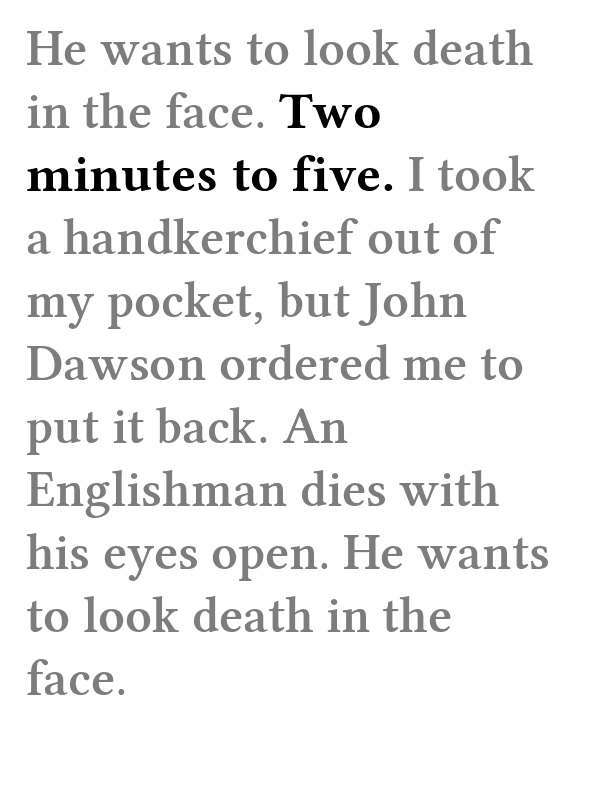 He wants to look death
in the face. Two
minutes to five. I took
a handkerchief out of
my pocket, but John
Dawson ordered me to
put it back. An
Englishman dies with
his eyes open. He wants
to look death in the
face.